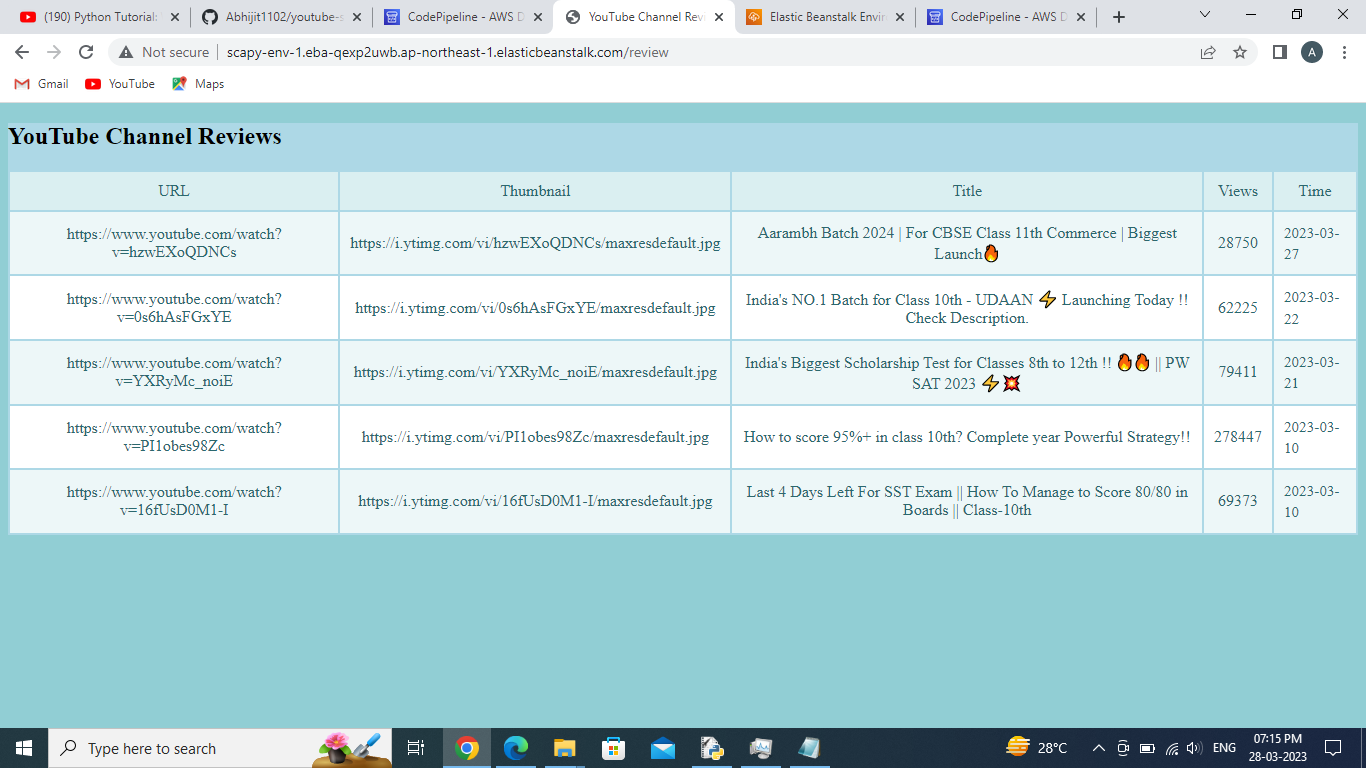 (190) Python Tutorial:
Abhijit1102/youtube-s
CodePipeline - AWS D
YouTube Channel Rev
Elastic Beanstalk Envir
CodePipeline - AWS D
Not secure
scapy-env-1.eba-qexp2uwb.ap-northeast-1.elasticbeanstalk.com/review
A
Gmail
YouTube
Maps
YouTube Channel Reviews
URL
Thumbnail
Title
Views
Time
https://www.youtube.com/watch?
v=hzwEXoQDNCs
https://i.ytimg.com/vi/hzwEXoQDNCs/maxresdefault.jpg
Aarambh Batch 2024 | For CBSE Class 11th Commerce | Biggest
Launch🔥
28750
2023-03-
27
https://www.youtube.com/watch?
v=0s6hAsFGxYE
https://i.ytimg.com/vi/0s6hAsFGxYE/maxresdefault.jpg
India's NO.1 Batch for Class 10th - UDAAN ⚡ Launching Today !!
Check Description.
62225
2023-03-
22
https://www.youtube.com/watch?
v=YXRyMc_noiE
https://i.ytimg.com/vi/YXRyMc_noiE/maxresdefault.jpg
India's Biggest Scholarship Test for Classes 8th to 12th !! 🔥🔥 || PW
SAT 2023 ⚡💥
79411
2023-03-
21
https://www.youtube.com/watch?
v=PI1obes98Zc
https://i.ytimg.com/vi/PI1obes98Zc/maxresdefault.jpg
How to score 95%+ in class 10th? Complete year Powerful Strategy!!
278447
2023-03-
10
https://www.youtube.com/watch?
v=16fUsD0M1-I
https://i.ytimg.com/vi/16fUsD0M1-I/maxresdefault.jpg
Last 4 Days Left For SST Exam || How To Manage to Score 80/80 in
Boards || Class-10th
69373
2023-03-
10
Type here to search
28°C
ENG
07:15 PM
28-03-2023